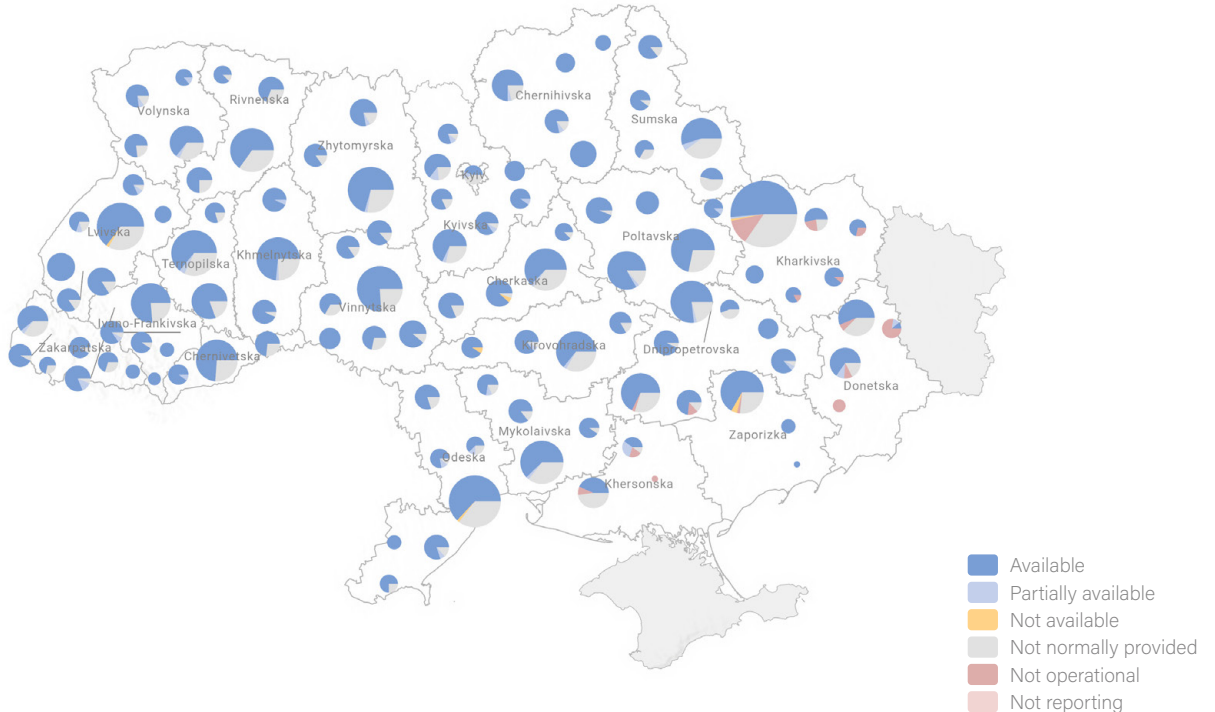 Chernihivska
Sumska
Volynska
Rivnenska
Zhytomyrska
Kyiv
Kyivska
Lvivska
Ternopilska
Khmelnytska
Poltavska
Kharkivska
Cherkaska
Vinnytska
Ivano-Frankivska
Zakarpatska
Chernivetska
Kirovohradska
Dnipropetrovska
Donetska
Zaporizka
Mykolaivska
Odeska
Khersonska
Available
Partially available
Not available
Not normally provided
Not operational
Not reporting